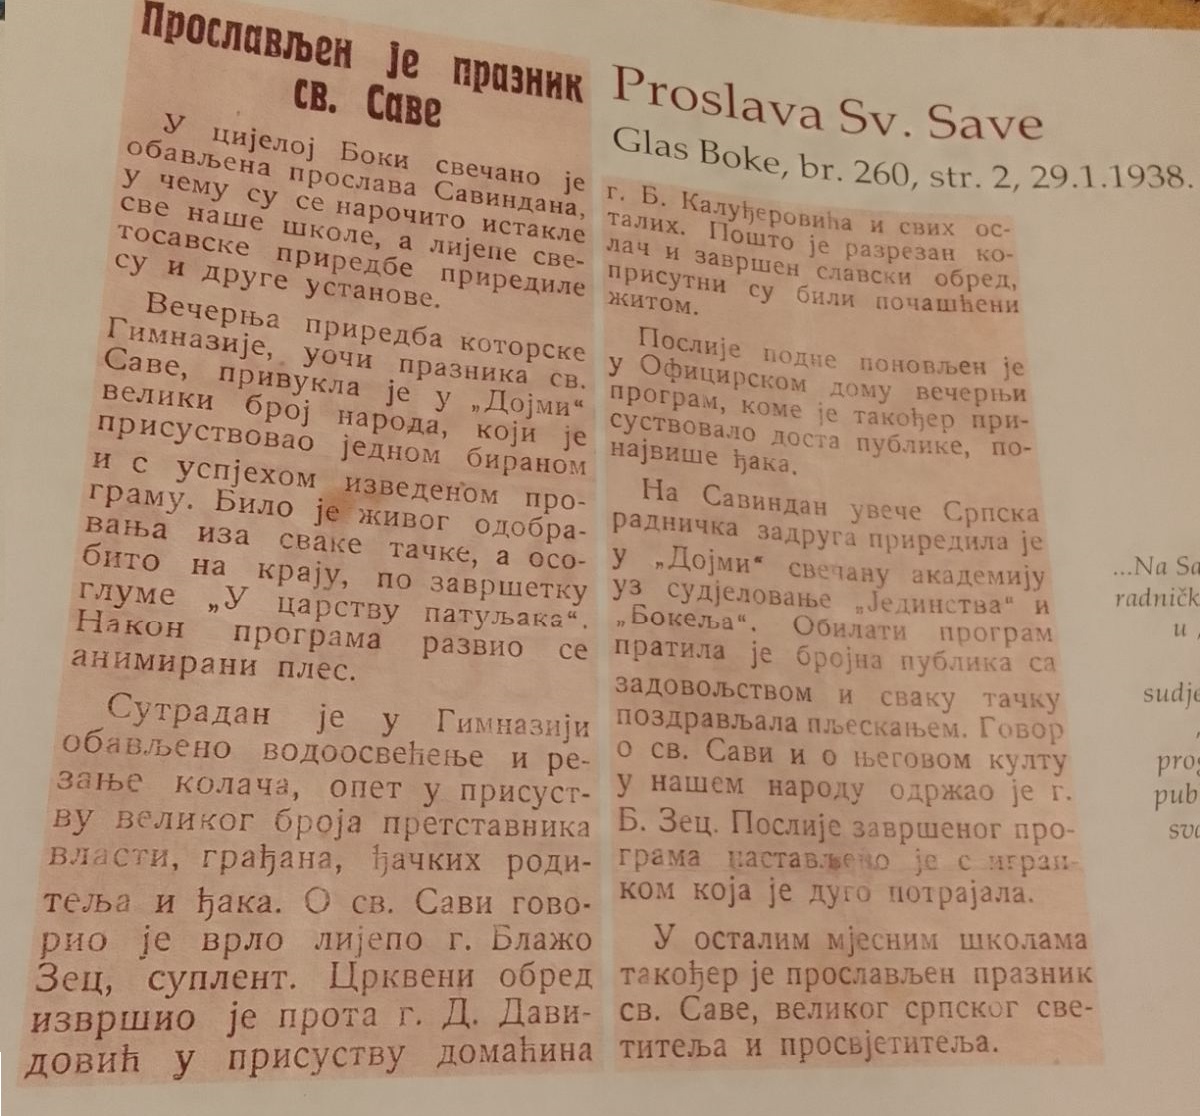 Прослављен је празник
св. Саве
У цијелој Боки свечано је
обављена прослава Савиндана,
у чему су се нарочито истакле
све наше школе, а лијепе све-
тосавске приредбе приредиле
су и друге установе.
Вечерња приредба которске
Гимназије, уочи празника св.
Саве, привукла је у „Дојми“
велики број народа, који је
присуствовао једном бираном
и с успјехом изведеном про-
граму. Било је живог одобра-
вања иза сваке тачке, а осо-
бито на крају, по завршетку
глуме „У царству патуљака“.
Након програма развио се
анимирани плес.
Сутрадан је у Гимназији
обављено водоосвећење и ре-
зање колача, опет у присуст-
ву великог броја претставника
власти, грађана, ђачких роди-
теља и ђака. О св. Сави гово-
рио је врло лијепо г. Блажо
Зец, суплент. Црквени обред
извршио је прота г. Д. Дави-
довић у присуству домаћина
Proslava Sv. Save
Glas Boke, br. 260, str. 2, 29.1.1938.
г. Б. Калуђеровића и свих ос-
талих. Пошто је разрезан ко-
лач и завршен славски обред,
присутни су били почашћени
житом.
Послије подне поновљен је
у Официрском дому вечерњи
програм, коме је такођер при-
суствовало доста публике, по-
највише ђака.
На Савиндан увече Српска
радничка задруга приредила је
у „Дојми“ свечану академију
уз судјеловање „Јединства“ и
„Бокеља“. Обилати програм
пратила је бројна публика са
задовољством и сваку тачку
поздрављала пљескањем. Говор
о св. Сави и о његовом култу
у нашем народу одржао је г.
Б. Зец. Послије завршеног про-
грама настављено је с игран-
ком која је дуго потрајала.
У осталим мјесним школама
такођер је прослављен празник
св. Саве, великог српског све-
титеља и просвјетитеља.
...Na Sa
radničk
u
sudje
prog
pub
sva